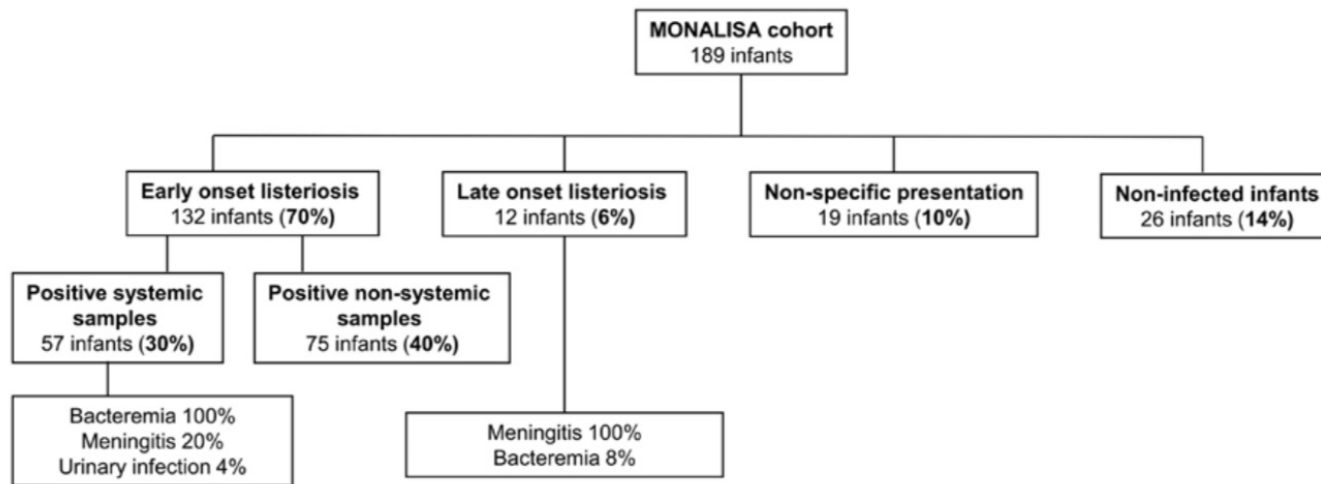 MONALISA cohort
189 infants
Early onset listeriosis
132 infants (70%)
Late onset listeriosis
12 infants (6%)
Non-specific presentation
19 infants (10%)
Non-infected infants
26 infants (14%)
Positive systemic
samples
57 infants (30%)
Positive non-systemic
samples
75 infants (40%)
Bacteremia 100%
Meningitis 20%
Urinary infection 4%
Meningitis 100%
Bacteremia 8%